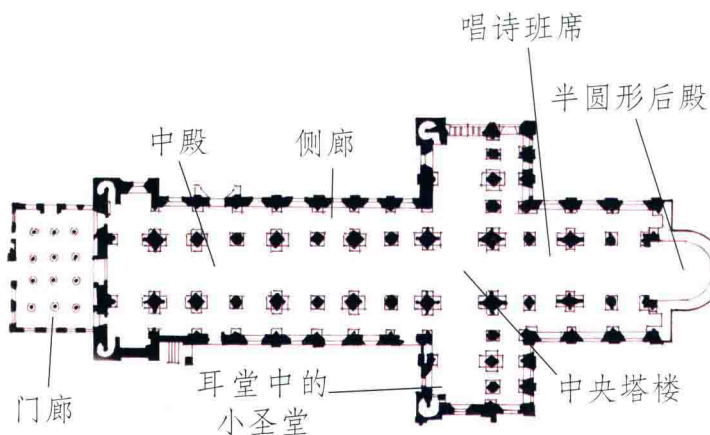 唱诗班席
半圆形后殿
中殿
侧廊
门廊
耳堂中的
小圣堂
中央塔楼